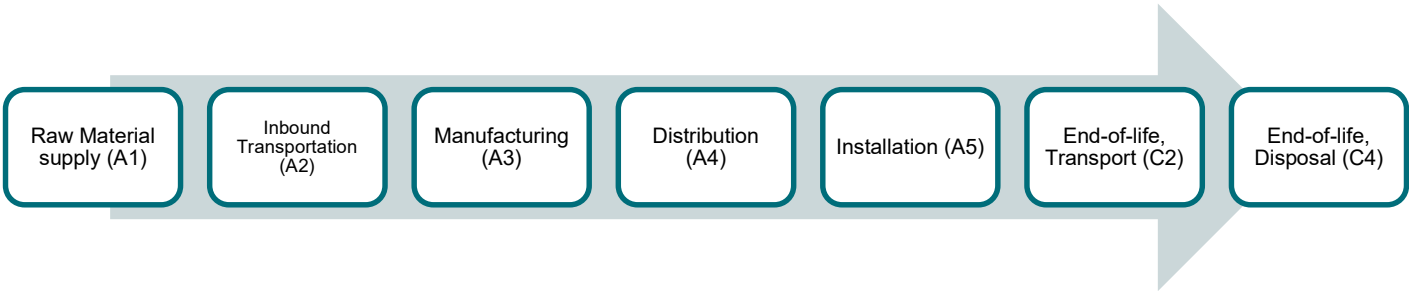 Raw Material
supply (A1)
Inbound
Transportation
(A2)
Manufacturing
(A3)
Distribution
(A4)
Installation (A5)
End-of-life,
Transport (C2)
End-of-life,
Disposal (C4)